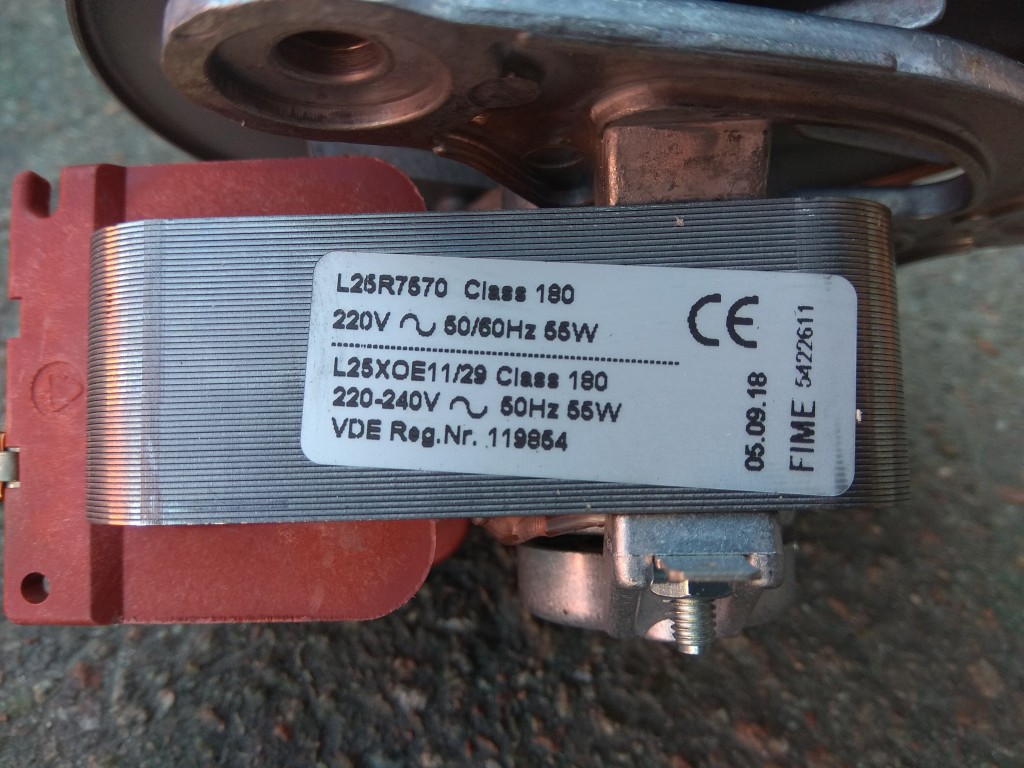 L25R7570 Class 180
220V ~ 50/60Hz 55W
L25XOE11/29 Class 180
220-240V ~ 50Hz 55W
VDE Reg.Nr. 119854
CE
05.09.18
FIME 5422611